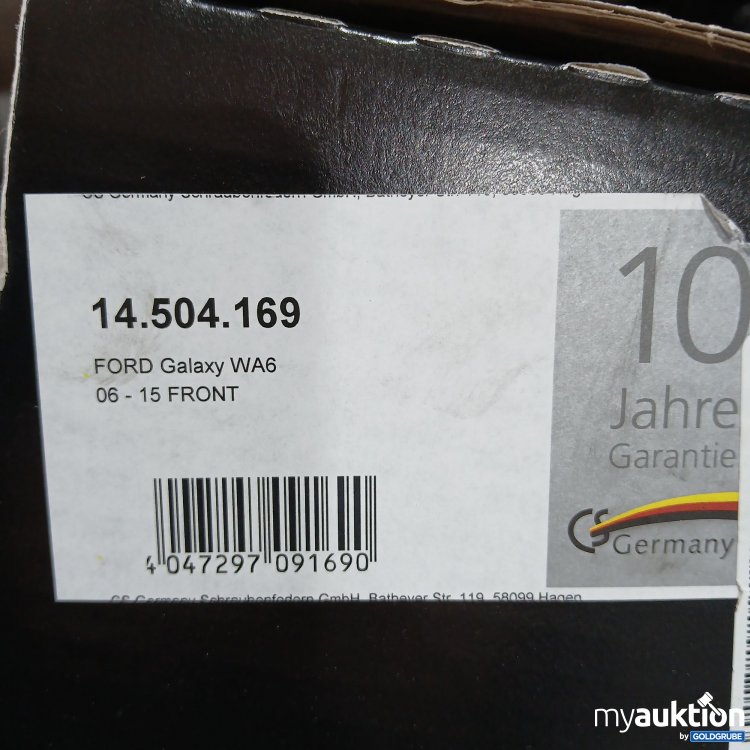 14.504.169
FORD Galaxy WA6
06 - 15 FRONT
4 047297 091690
10
Jahre
Garantie
CS Germany
CS Germany Schraubenfedern GmbH, Batheyer Str. 119, 58099 Hagen
myauktion
by GOLDGRUBE